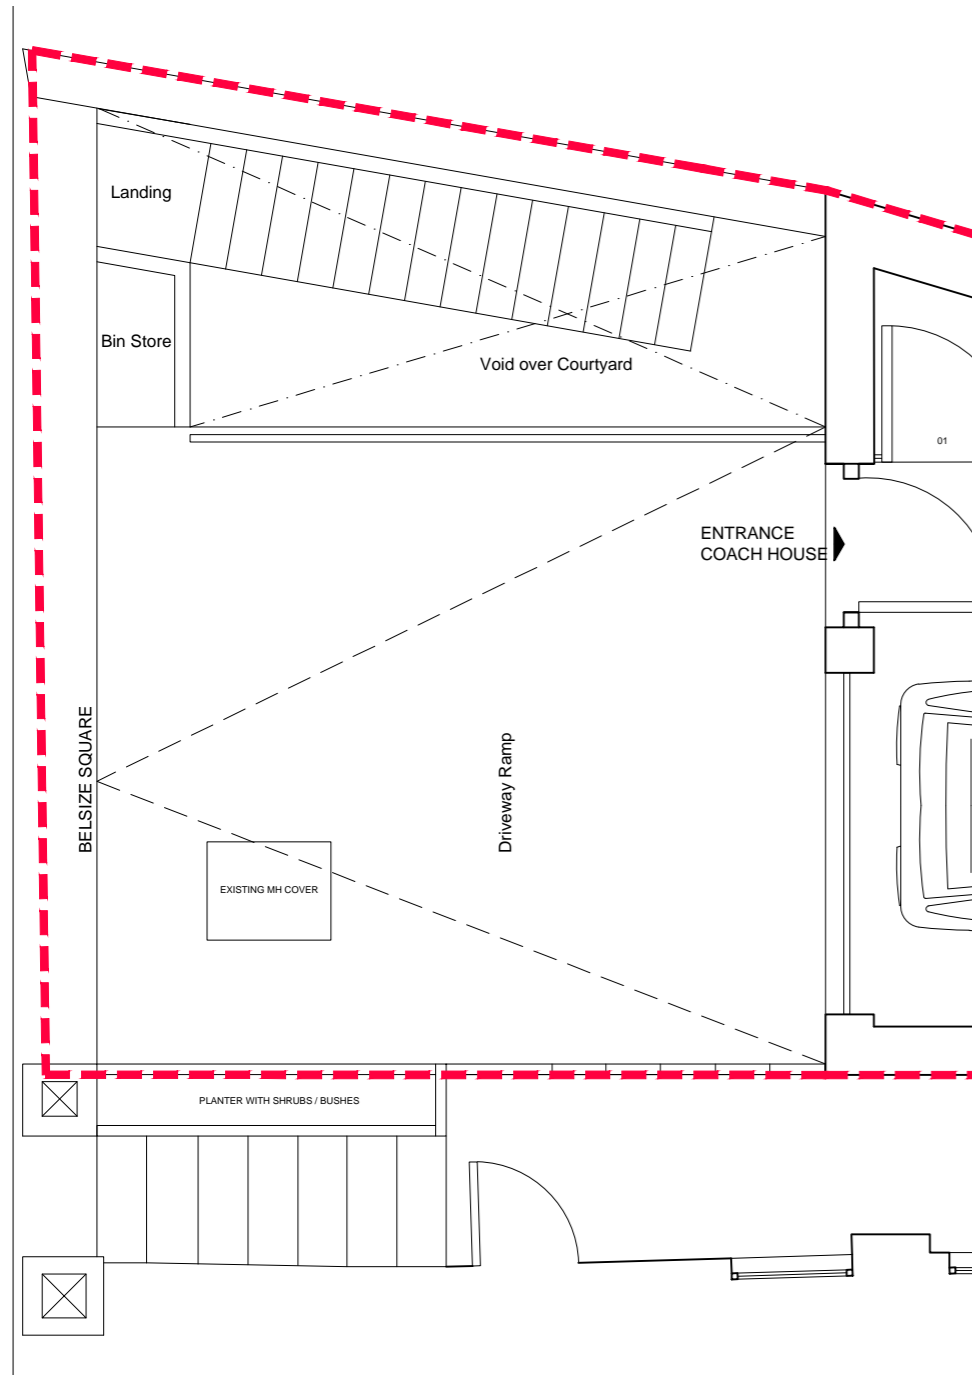 Landing
Bin Store
Void over Courtyard
01
ENTRANCE
COACH HOUSE
BELSIZE SQUARE
Driveway Ramp
EXISTING MH COVER
PLANTER WITH SHRUBS / BUSHES